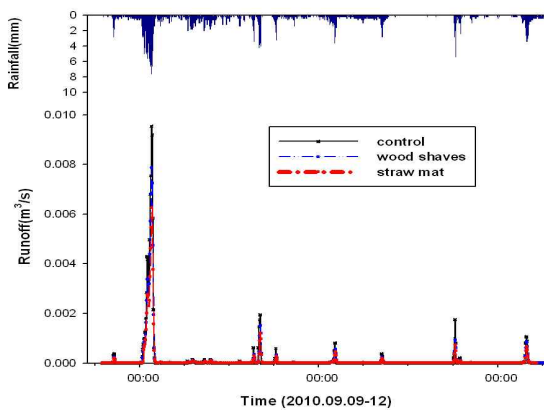 0
2
4
6
8
10
Rainfall(mm)
0.010
0.008
0.006
0.004
0.002
0.000
Runoff(m³/s)
control
wood shaves
straw mat
00:00 00:00 00:00
Time (2010.09.09-12)